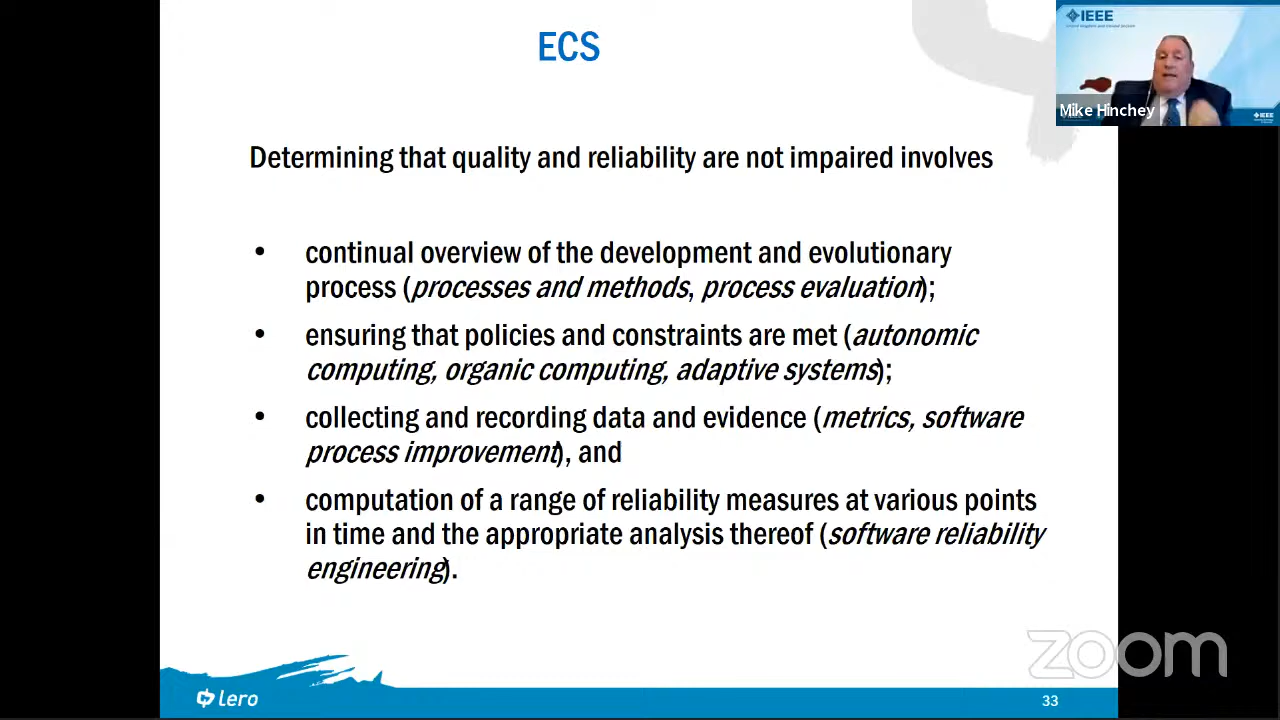 ECS
IEEE
Mike Hinchey
IEEE
Determining that quality and reliability are not impaired involves
• continual overview of the development and evolutionary
process (processes and methods, process evaluation);
• ensuring that policies and constraints are met (autonomic
computing, organic computing, adaptive systems);
• collecting and recording data and evidence (metrics, software
process improvement), and
• computation of a range of reliability measures at various points
in time and the appropriate analysis thereof (software reliability
engineering).
zoom
lero
33